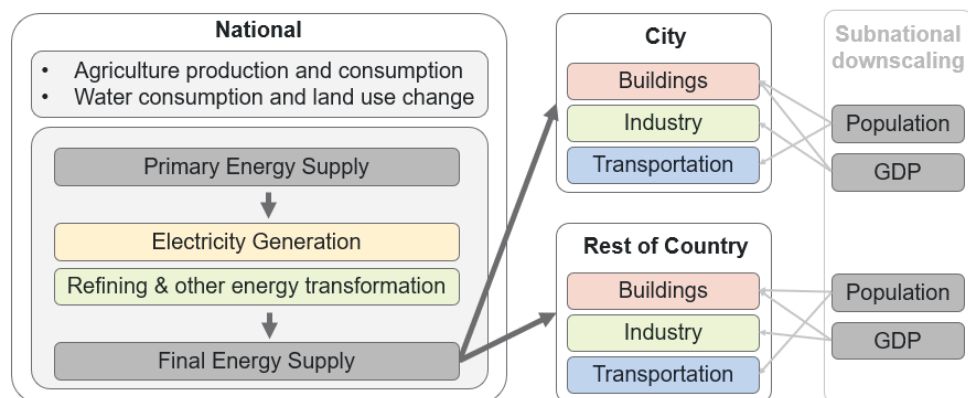 National
• Agriculture production and consumption
• Water consumption and land use change
Primary Energy Supply
Electricity Generation
Refining & other energy transformation
Final Energy Supply
City
Buildings
Industry
Transportation
Rest of Country
Buildings
Industry
Transportation
Subnational
downscaling
Population
GDP
Population
GDP